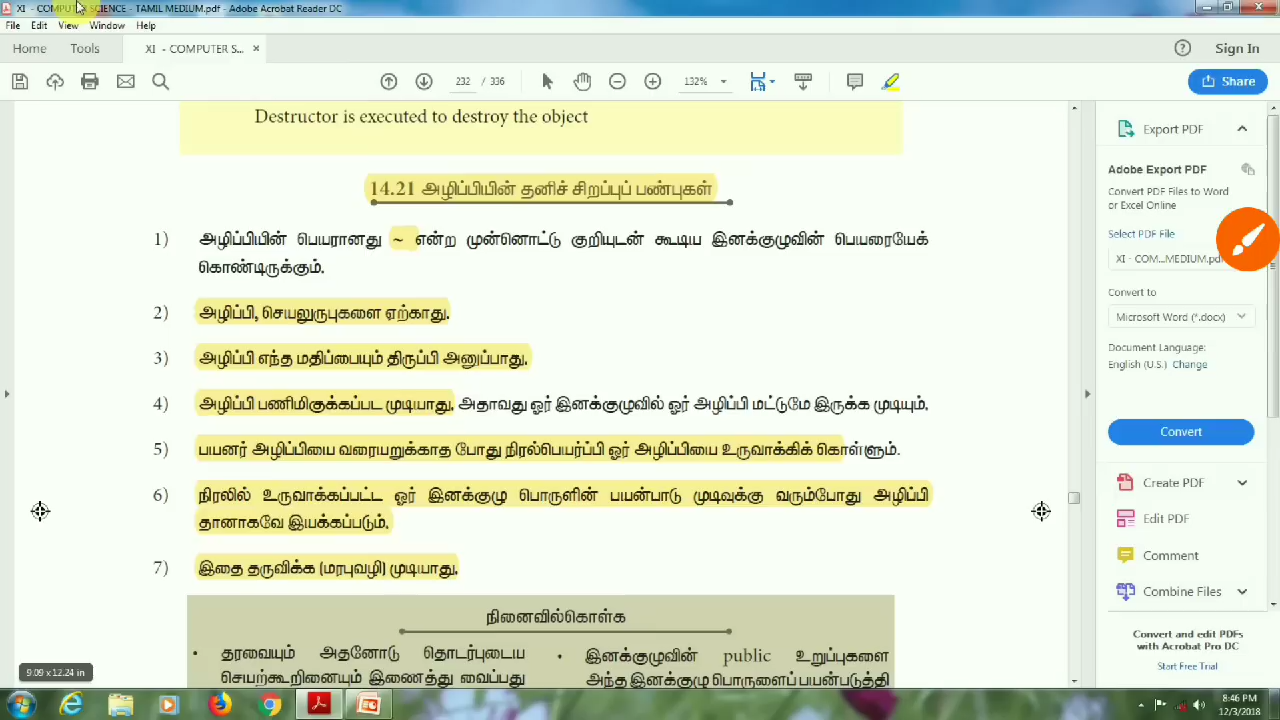 XI - COMPUTER SCIENCE - TAMIL MEDIUM.pdf - Adobe Acrobat Reader DC
File Edit View Window Help
Home Tools XI - COMPUTER S... × Sign In
232 / 336 132% Share
Destructor is executed to destroy the object
14.21 அழிப்பியின் தனிச் சிறப்புப் பண்புகள்
1) அழிப்பியின் பெயரானது ~ என்ற முன்னொட்டு குறியுடன் கூடிய இனக்குழுவின் பெயரையேக்
கொண்டிருக்கும்.
2) அழிப்பி, செயலுருபுகளை ஏற்காது.
3) அழிப்பி எந்த மதிப்பையும் திருப்பி அனுப்பாது.
4) அழிப்பி பணிமிகுக்கப்பட முடியாது. அதாவது ஓர் இனக்குழுவில் ஓர் அழிப்பி மட்டுமே இருக்க முடியும்.
5) பயனர் அழிப்பியை வரையறுக்காத போது நிரல்பெயர்ப்பி ஓர் அழிப்பியை உருவாக்கிக் கொள்ளும்.
6) நிரலில் உருவாக்கப்பட்ட ஓர் இனக்குழு பொருளின் பயன்பாடு முடிவுக்கு வரும்போது அழிப்பி
தானாகவே இயக்கப்படும்.
7) இதை தருவிக்க (மரபுவழி) முடியாது.
நினைவில்கொள்க
• தரவையும் அதனோடு தொடர்புடைய
செயற்கூறினையும் இணைத்து வைப்பது
• இனக்குழுவின் public உறுப்புகளை
அந்த இனக்குழு பொருளைப் பயன்படுத்தி
9.09 x 12.24 in
Export PDF
Adobe Export PDF
Convert PDF Files to Word
or Excel Online
Select PDF File
XI - COM...MEDIUM.pdf
Convert to
Microsoft Word (*.docx)
Document Language:
English (U.S.) Change
Convert
Create PDF
Edit PDF
Comment
Combine Files
Convert and edit PDFs
with Acrobat Pro DC
Start Free Trial
8:46 PM
12/3/2018